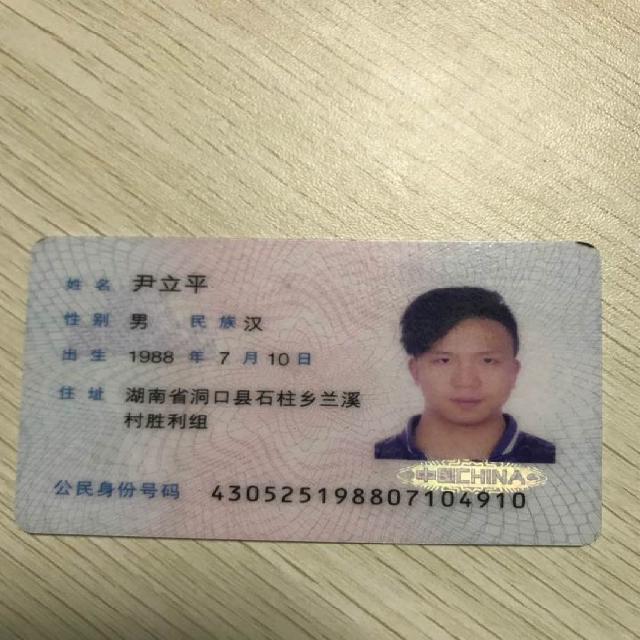 姓名 尹立平
性别 男 民族 汉
出生 1988 年 7 月 10 日
住址 湖南省洞口县石柱乡兰溪
村胜利组
中国CHINA
公民身份号码 430525198807104910